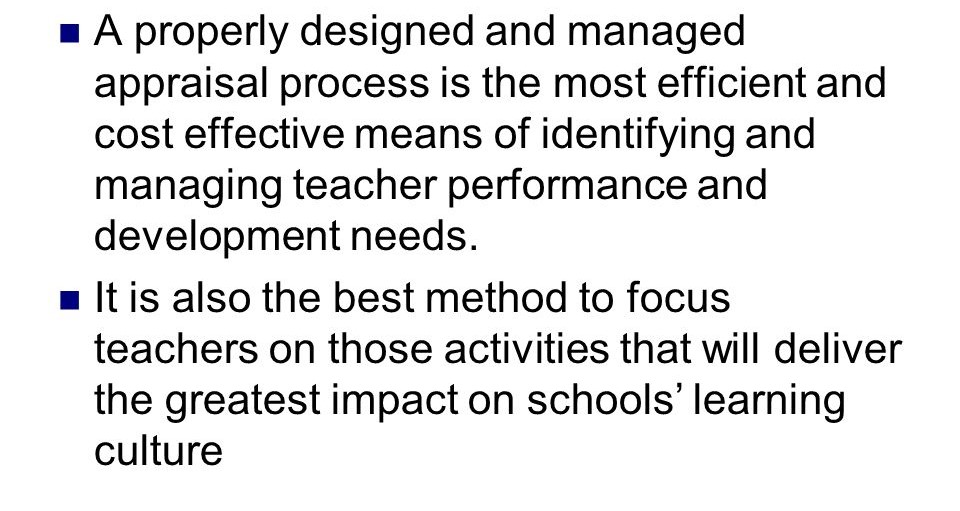 ■ A properly designed and managed
appraisal process is the most efficient and
cost effective means of identifying and
managing teacher performance and
development needs.
■ It is also the best method to focus
teachers on those activities that will deliver
the greatest impact on schools’ learning
culture